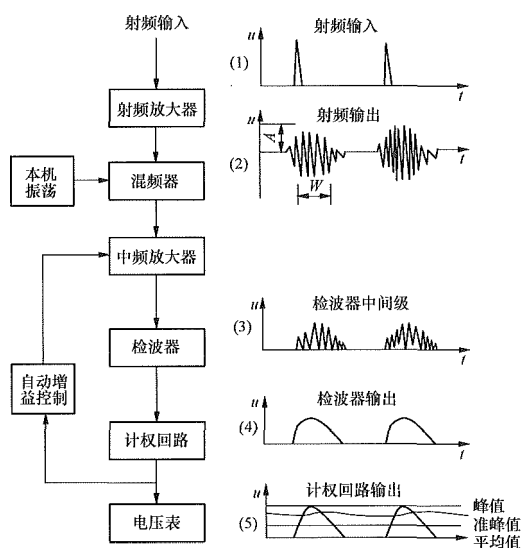 射频输入
射频放大器
本机
振荡
混频器
中频放大器
检波器
自动增
益控制
计权回路
电压表
u
射频输入
(1)
t
u
射频输出
A
(2)
t
W
u
检波器中间级
(3)
t
u
检波器输出
(4)
t
u
计权回路输出
峰值
(5)
准峰值
t
平均值